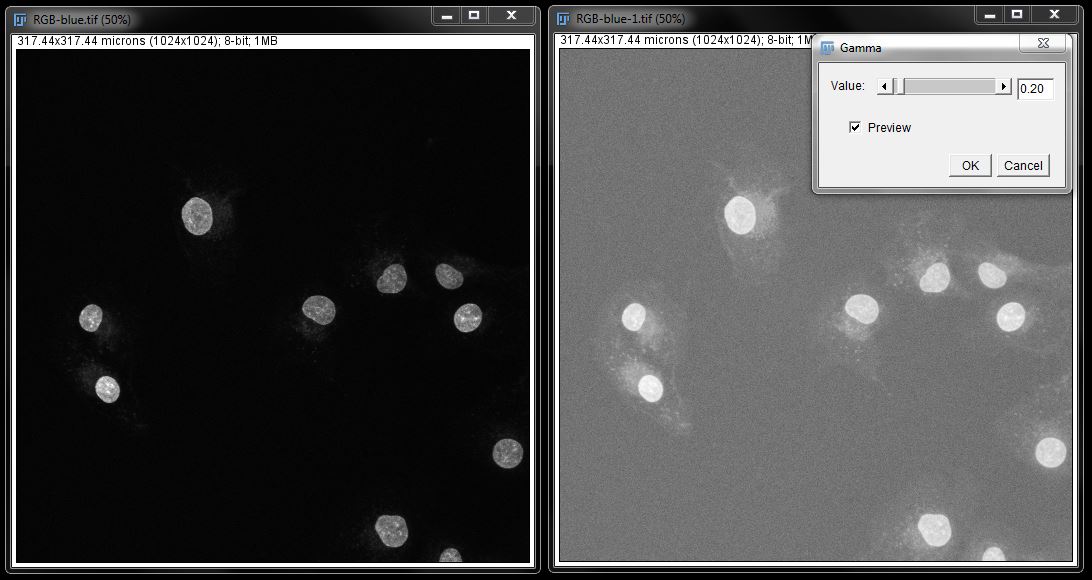 RGB-blue.tif (50%)
317.44x317.44 microns (1024x1024); 8-bit; 1MB
RGB-blue-1.tif (50%)
317.44x317.44 microns (1024x1024); 8-bit; 1M
Gamma
Value: 0.20
Preview
OK Cancel